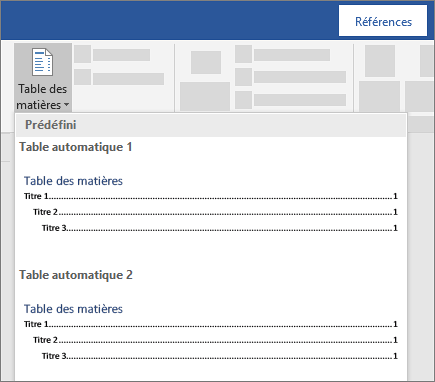 Références
Table des
matières
Prédéfini
Table automatique 1
Table des matières
Titre 1........................................................................................................1
Titre 2.....................................................................................................1
Titre 3..................................................................................................1
Table automatique 2
Table des matières
Titre 1........................................................................................................1
Titre 2.....................................................................................................1
Titre 3..................................................................................................1